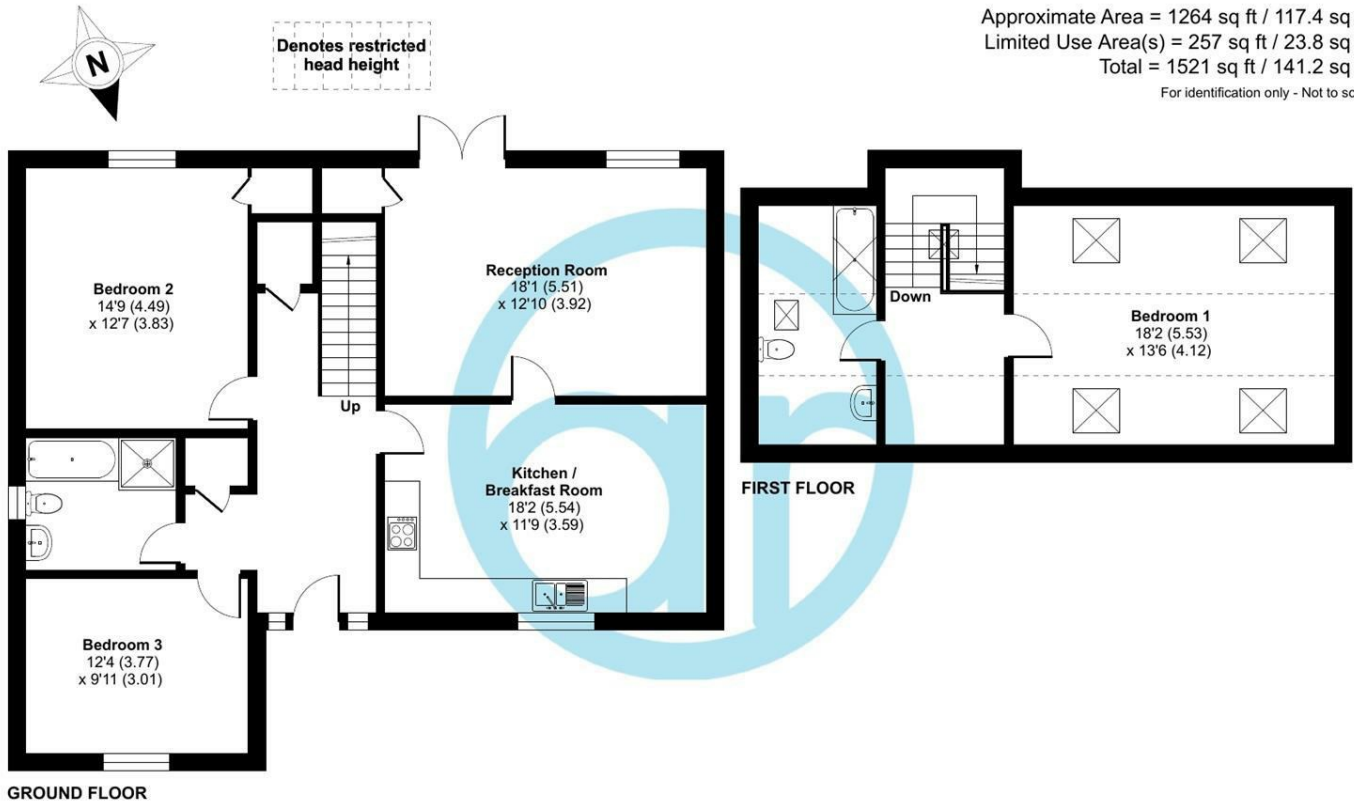 Approximate Area = 1264 sq ft / 117.4 sq
Limited Use Area(s) = 257 sq ft / 23.8 sq
Total = 1521 sq ft / 141.2 sq
For identification only - Not to sc
N
Denotes restricted
head height
Bedroom 2
14'9 (4.49)
x 12'7 (3.83)
Reception Room
18'1 (5.51)
x 12'10 (3.92)
Up
Kitchen /
Breakfast Room
18'2 (5.54)
x 11'9 (3.59)
Bedroom 3
12'4 (3.77)
x 9'11 (3.01)
GROUND FLOOR
Down
Bedroom 1
18'2 (5.53)
x 13'6 (4.12)
FIRST FLOOR
ar